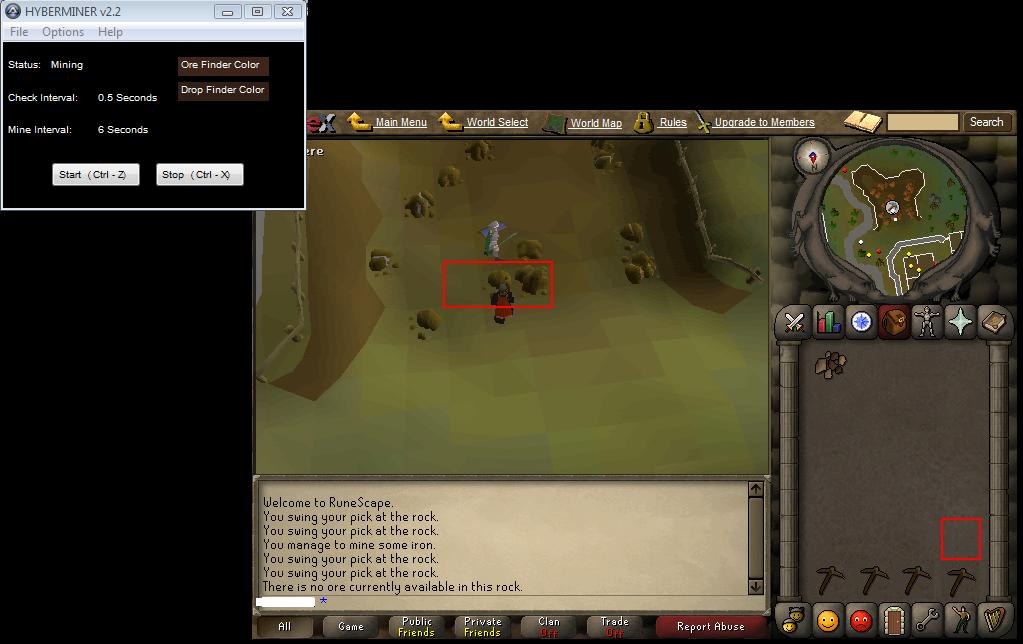 HYBERMINER v2.2
File Options Help
Status: Mining
Ore Finder Color
Drop Finder Color
Check Interval: 0.5 Seconds
Mine Interval: 6 Seconds
Start (Ctrl - Z) Stop (Ctrl - X)
Main Menu World Select World Map Rules Upgrade to Members Search
ere
N
Welcome to RuneScape.
You swing your pick at the rock.
You swing your pick at the rock.
You manage to mine some iron.
You swing your pick at the rock.
You swing your pick at the rock.
There is no ore currently available in this rock.
*
All Game Public Friends Private Friends Clan Off Trade Off Report Abuse